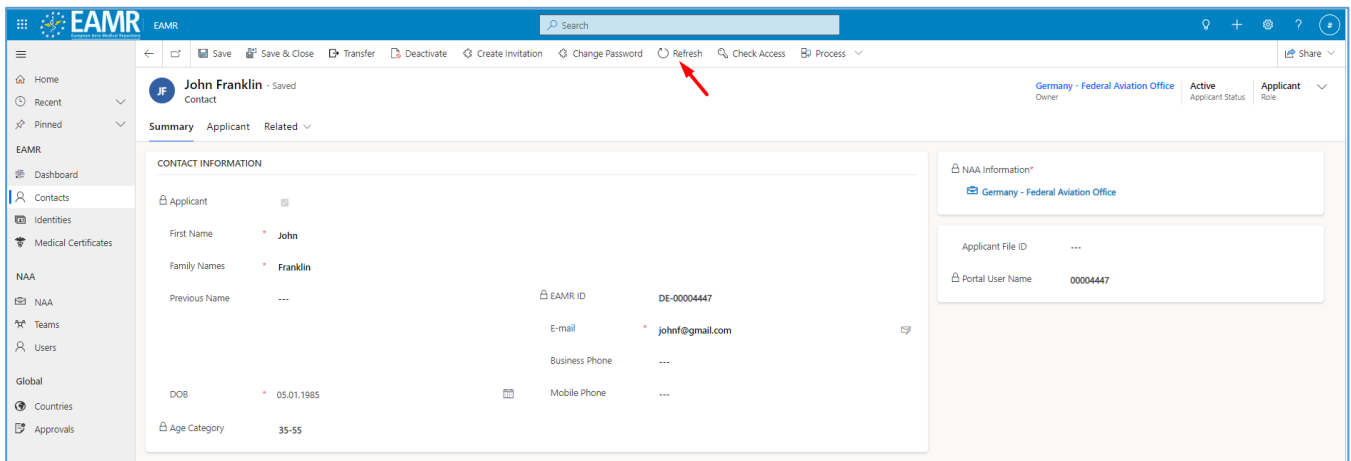 EAMR EAMR Search ? #
European Aero Medical Repository
Save Save & Close Transfer Deactivate Create Invitation Change Password Refresh Check Access Process Share
Home
Recent
Pinned
EAMR
Dashboard
Contacts
Identities
Medical Certificates
NAA
NAA
Teams
Users
Global
Countries
Approvals
JF John Franklin - Saved
Contact
Germany - Federal Aviation Office
Owner
Active
Applicant Status
Applicant
Role
Summary Applicant Related
CONTACT INFORMATION
Applicant
First Name * John
Family Names * Franklin
Previous Name ---
DOB * 05.01.1985
Age Category 35-55
EAMR ID DE-00004447
E-mail * johnf@gmail.com
Business Phone ---
Mobile Phone ---
NAA Information*
Germany - Federal Aviation Office
Applicant File ID ---
Portal User Name 00004447